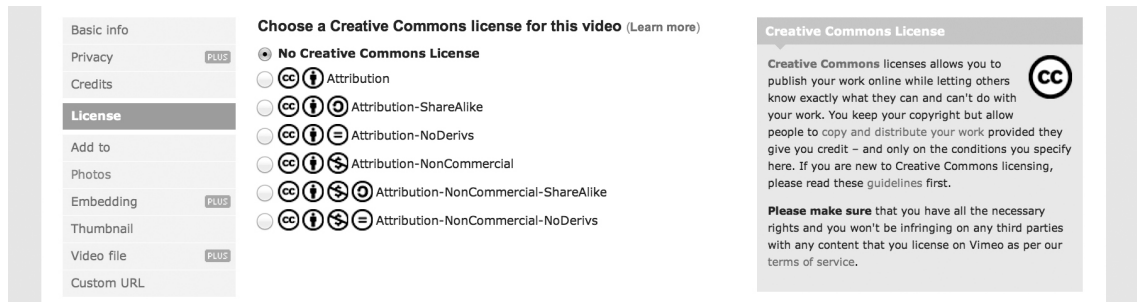 Basic info
Privacy PLUS
Credits
License
Add to
Photos
Embedding PLUS
Thumbnail
Video file PLUS
Custom URL
Choose a Creative Commons license for this video (Learn more)
No Creative Commons License
cc Attribution
cc Attribution-ShareAlike
cc = Attribution-NoDerivs
cc $ Attribution-NonCommercial
cc $ Attribution-NonCommercial-ShareAlike
cc $ = Attribution-NonCommercial-NoDerivs
Creative Commons License
Creative Commons licenses allows you to
publish your work online while letting others
know exactly what they can and can't do with
your work. You keep your copyright but allow
people to copy and distribute your work provided they
give you credit – and only on the conditions you specify
here. If you are new to Creative Commons licensing,
please read these guidelines first.
cc
Please make sure that you have all the necessary
rights and you won't be infringing on any third parties
with any content that you license on Vimeo as per our
terms of service.